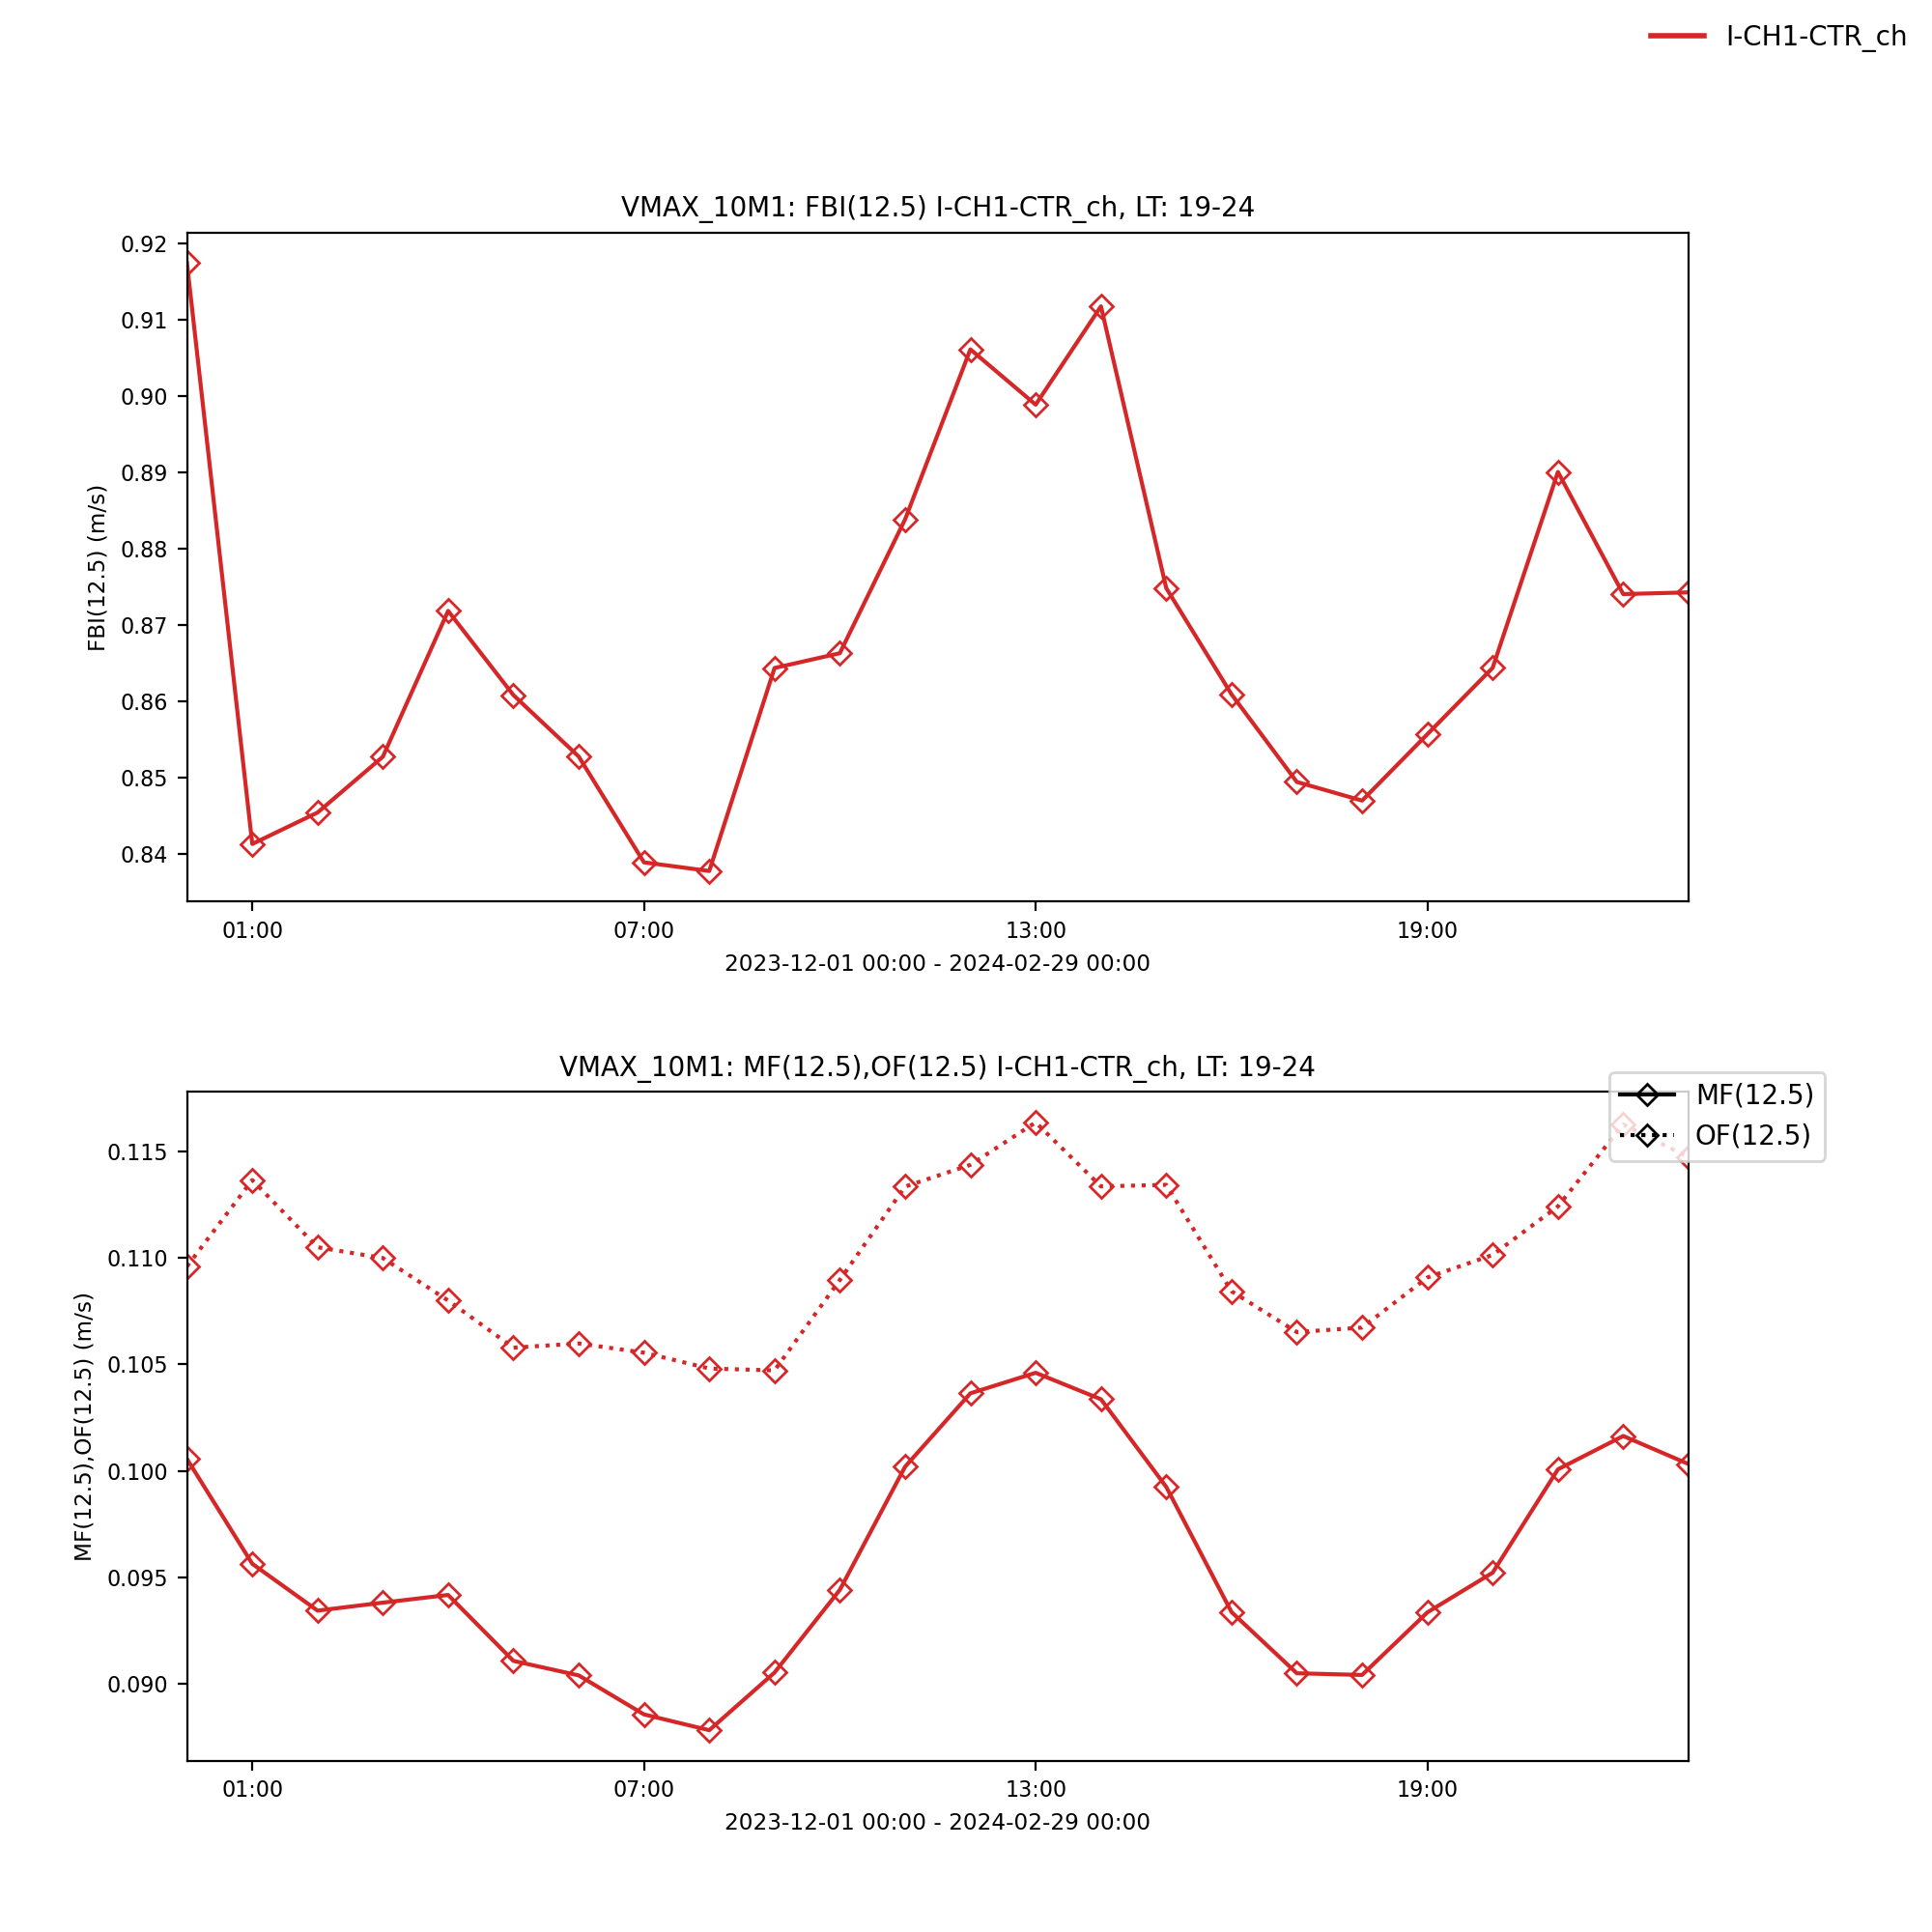 I-CH1-CTR_ch
VMAX_10M1: FBI(12.5) I-CH1-CTR_ch, LT: 19-24
0.92
0.91
0.90
0.89
0.88
0.87
0.86
0.85
0.84
FBI(12.5) (m/s)
01:00 07:00 13:00 19:00
2023-12-01 00:00 - 2024-02-29 00:00
VMAX_10M1: MF(12.5),OF(12.5) I-CH1-CTR_ch, LT: 19-24
MF(12.5)
OF(12.5)
0.115
0.110
0.105
0.100
0.095
0.090
MF(12.5),OF(12.5) (m/s)
01:00 07:00 13:00 19:00
2023-12-01 00:00 - 2024-02-29 00:00